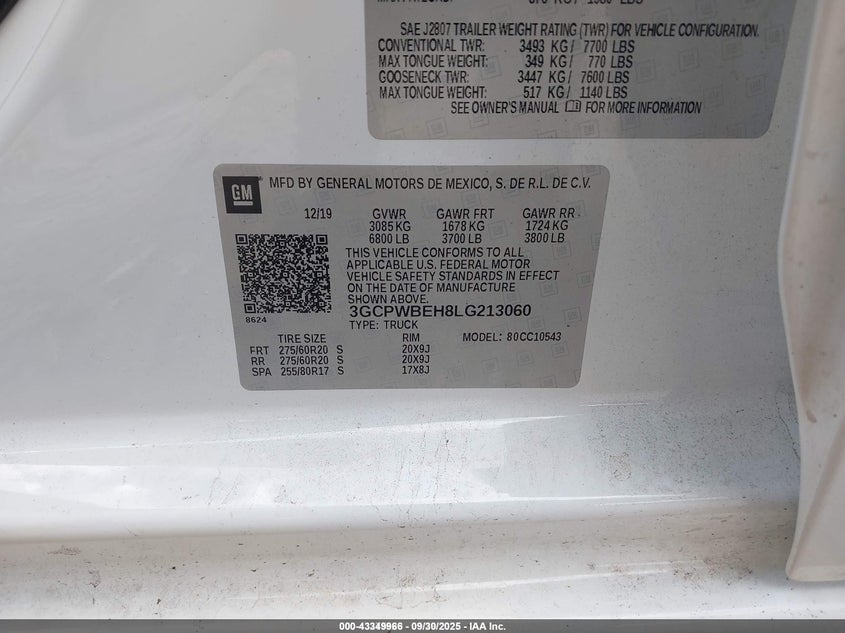 SAE J2807 TRAILER WEIGHT RATING (TWR) FOR VEHICLE CONFIGURATION.
CONVENTIONAL TWR: 3493 KG / 7700 LBS
MAX TONGUE WEIGHT: 349 KG / 770 LBS
GOOSENECK TWR: 3447 KG / 7600 LBS
MAX TONGUE WEIGHT: 517 KG / 1140 LBS
SEE OWNER'S MANUAL FOR MORE INFORMATION
GM MFD BY GENERAL MOTORS DE MEXICO, S. DE R.L. DE C.V.
12/19 GVWR GAWR FRT GAWR RR
3085 KG 1678 KG 1724 KG
6800 LB 3700 LB 3800 LB
THIS VEHICLE CONFORMS TO ALL
APPLICABLE U.S. FEDERAL MOTOR
VEHICLE SAFETY STANDARDS IN EFFECT
ON THE DATE OF MANUFACTURE
SHOWN ABOVE.
3GCPWBEH8LG213060
8624
TYPE: TRUCK
TIRE SIZE RIM MODEL: 80CC10543
FRT 275/60R20 S 20X9J
RR 275/60R20 S 20X9J
SPA 255/80R17 S 17X8J
000-43349966 - 09/30/2025 - IAA Inc.